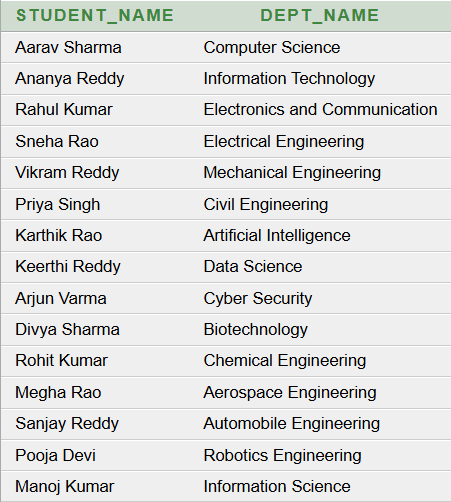 STUDENT_NAME DEPT_NAME
Aarav Sharma Computer Science
Ananya Reddy Information Technology
Rahul Kumar Electronics and Communication
Sneha Rao Electrical Engineering
Vikram Reddy Mechanical Engineering
Priya Singh Civil Engineering
Karthik Rao Artificial Intelligence
Keerthi Reddy Data Science
Arjun Varma Cyber Security
Divya Sharma Biotechnology
Rohit Kumar Chemical Engineering
Megha Rao Aerospace Engineering
Sanjay Reddy Automobile Engineering
Pooja Devi Robotics Engineering
Manoj Kumar Information Science